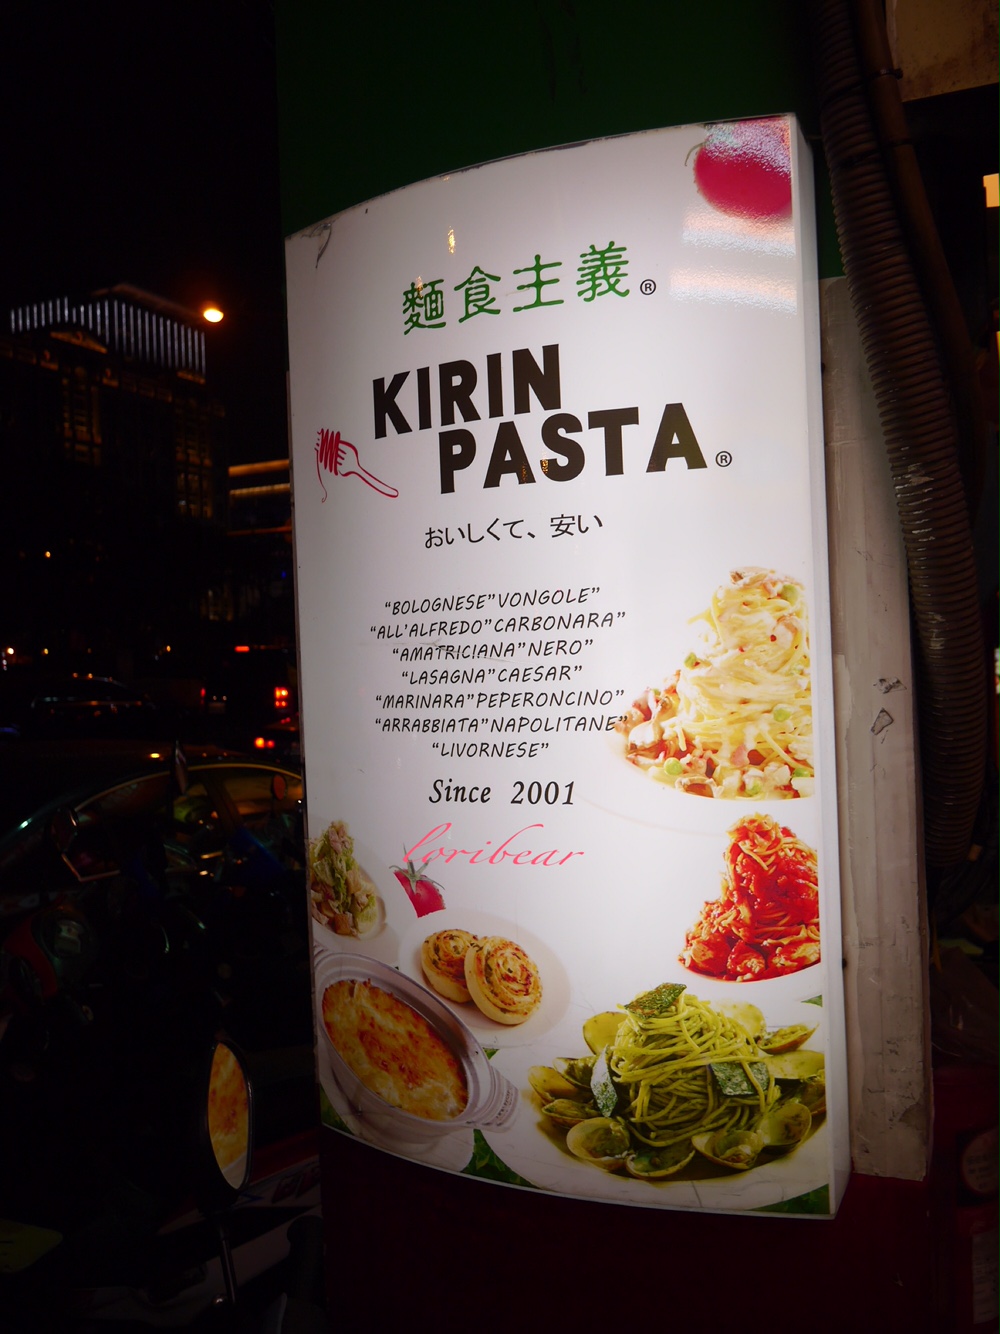 麵食主義®
KIRIN
PASTA®
おいしくて、安い
“BOLOGNESE”VONGOLE”
“ALL'ALFREDO”CARBONARA”
“AMATRICIANA”NERO”
“LASAGNA”CAESAR”
“MARINARA”PEPERONCINO”
“ARRABBIATA”NAPOLITANE”
“LIVORNESE”
Since 2001
loribear